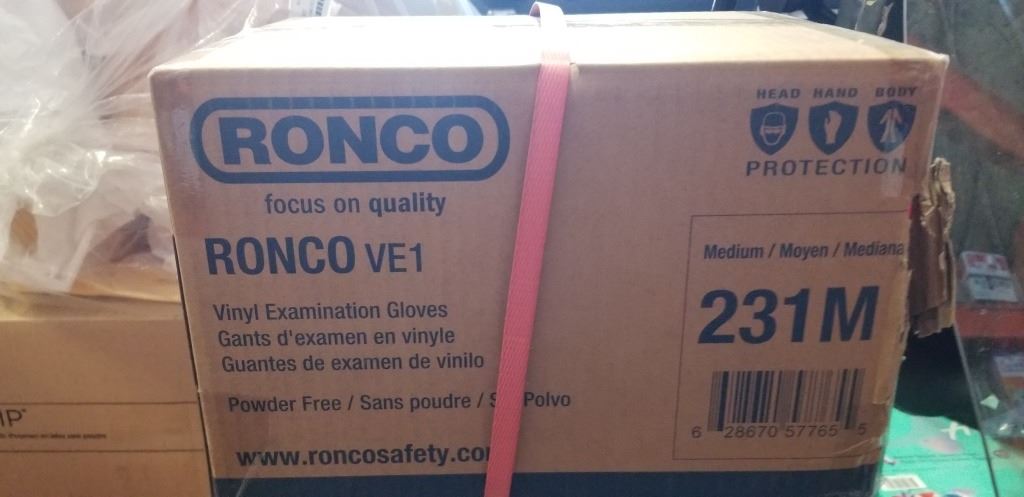 RONCO
focus on quality
RONCO VE1
Vinyl Examination Gloves
Gants d'examen en vinyle
Guantes de examen de vinilo
Powder Free / Sans poudre / S Polvo
www.roncosafety.co
HEAD HAND BODY
PROTECTION
Medium / Moyen / Mediana
231M
6 28670 57765 5